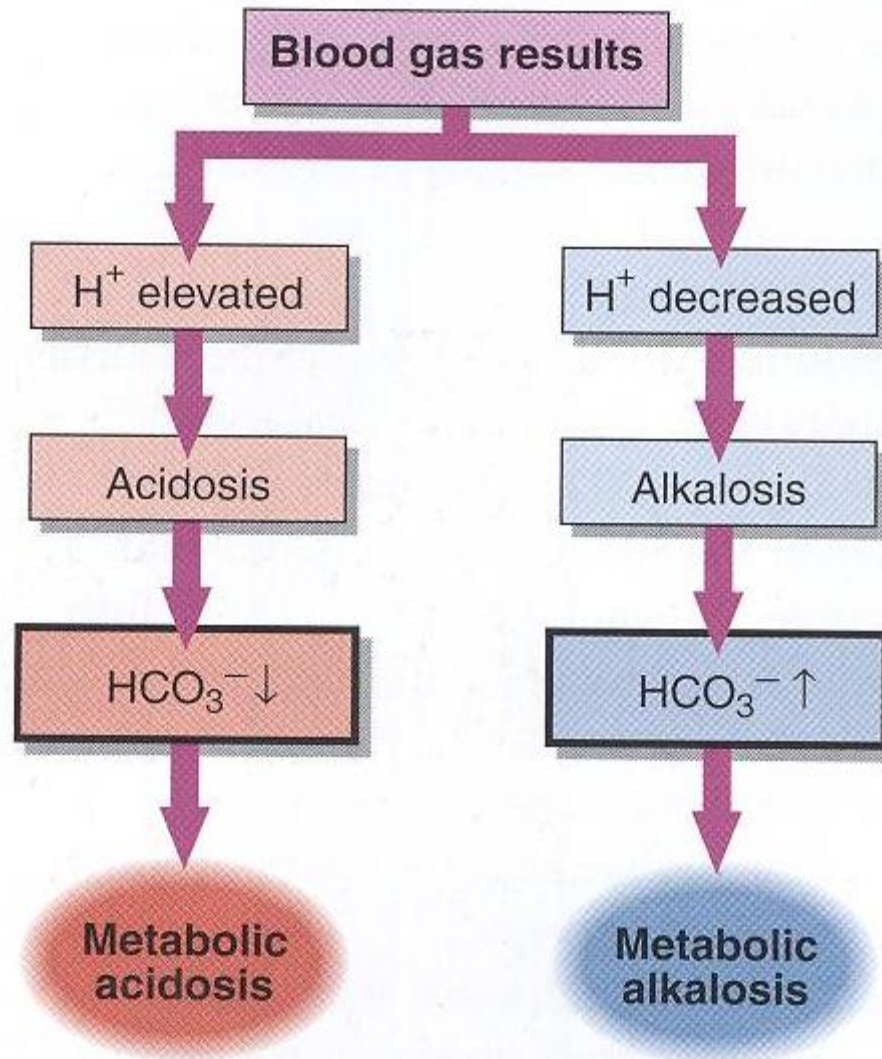 Blood gas results
H⁺ elevated
H⁺ decreased
Acidosis
Alkalosis
HCO₃⁻ ↓
HCO₃⁻ ↑
Metabolic
acidosis
Metabolic
alkalosis